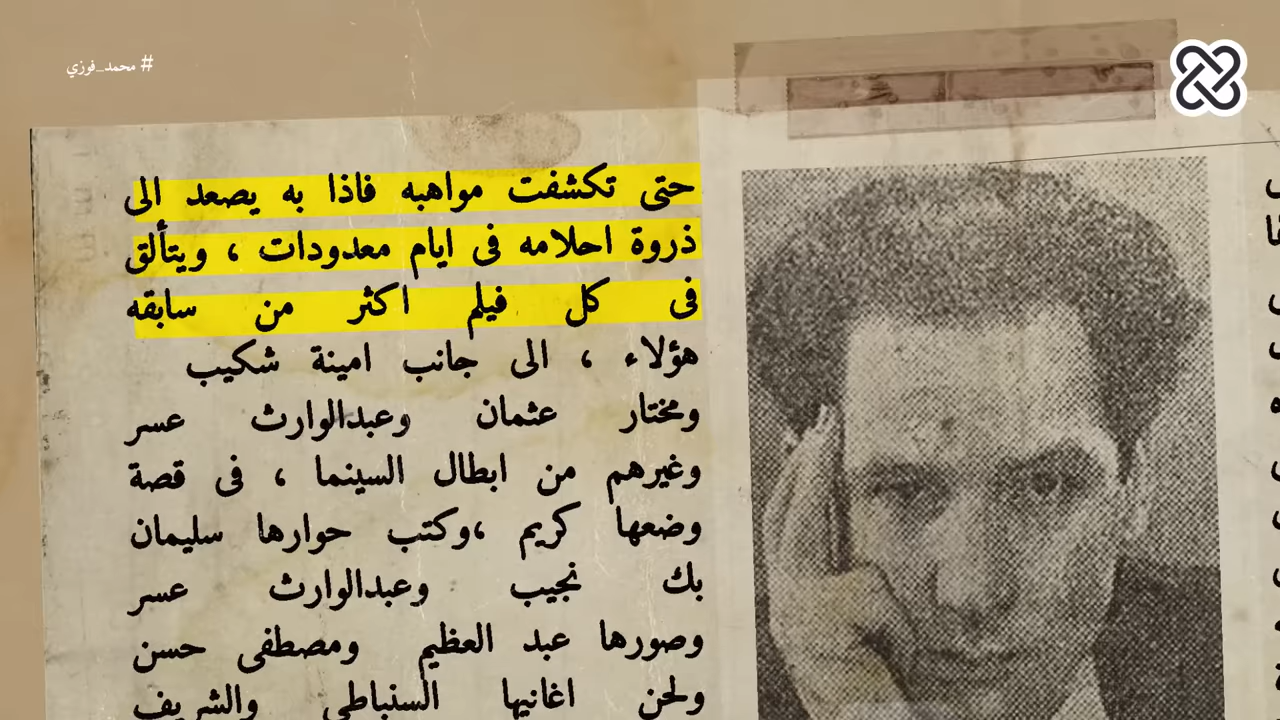 # محمد_فوزي
حتى تكشفت مواهبه فاذا به يصعد الى
ذروة احلامه فى ايام معدودات ، ويتألق
فى كل فيلم اكثر من سابقه
هؤلاء ، الى جانب امينة شكيب
ومختار عثمان وعبدالوارث عسر
وغيرهم من ابطال السينما ، فى قصة
وضعها كريم ،وكتب حوارها سليمان
بك نجيب وعبدالوارث عسر
وصورها عبد العظيم ومصطفى حسن
ولحن اغانيها السنباطى والشريف